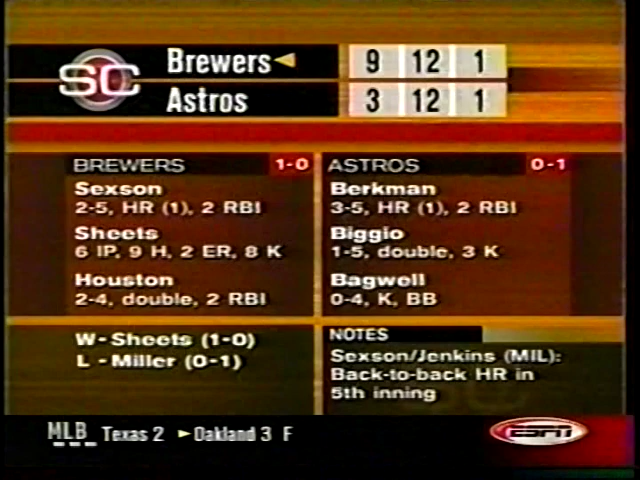 SC
Brewers 9 12 1
Astros 3 12 1
BREWERS 1-0
Sexson
2-5, HR (1), 2 RBI
Sheets
6 IP, 9 H, 2 ER, 8 K
Houston
2-4, double, 2 RBI
ASTROS 0-1
Berkman
3-5, HR (1), 2 RBI
Biggio
1-5, double, 3 K
Bagwell
0-4, K, BB
W-Sheets (1-0)
L - Miller (0-1)
NOTES
Sexson/Jenkins (MIL):
Back-to-back HR in
5th inning
MLB Texas 2 Oakland 3 F
ESPN